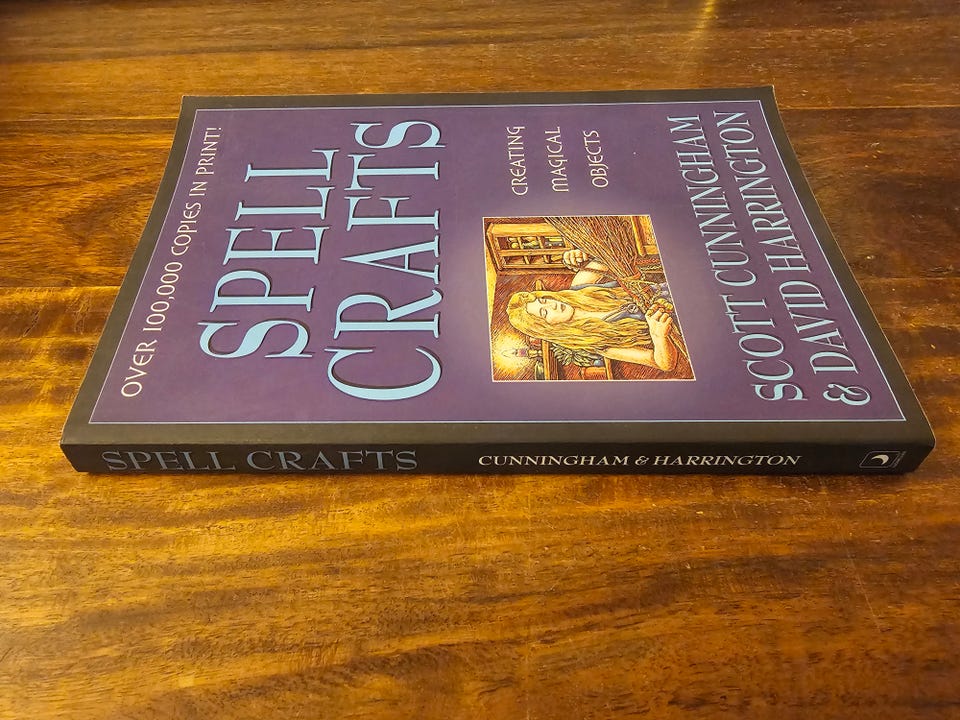 OVER 100,000 COPIES IN PRINT!
SPELL
CRAFTS
CREATING
MAGICAL
OBJECTS
SCOTT CUNNINGHAM
& DAVID HARRINGTON
SPELL CRAFTS CUNNINGHAM & HARRINGTON